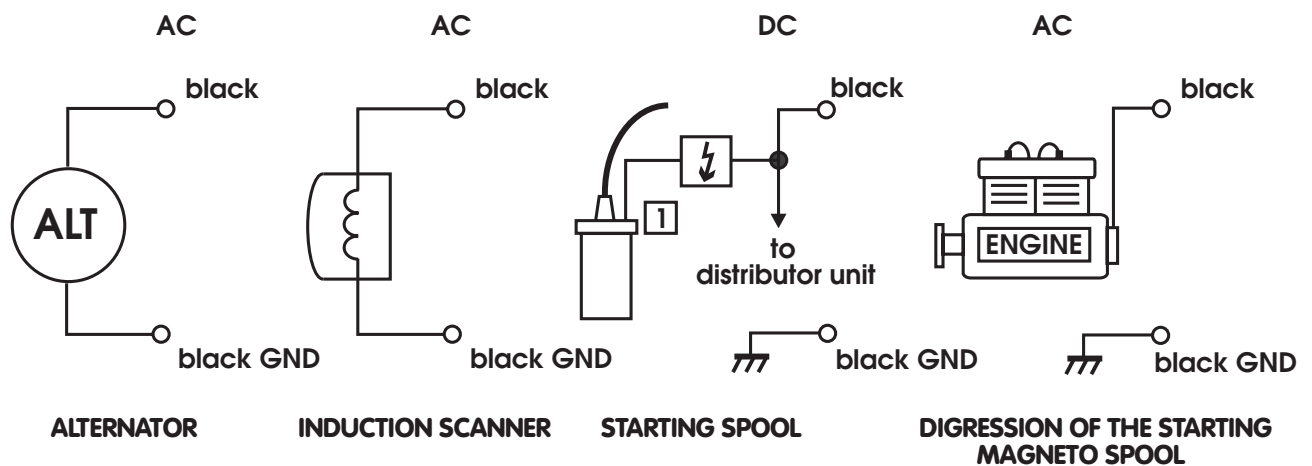 AC
AC
DC
AC
black
black
black
black
ALT
1
to
distributor unit
ENGINE
black GND
black GND
black GND
black GND
ALTERNATOR
INDUCTION SCANNER
STARTING SPOOL
DIGRESSION OF THE STARTING
MAGNETO SPOOL